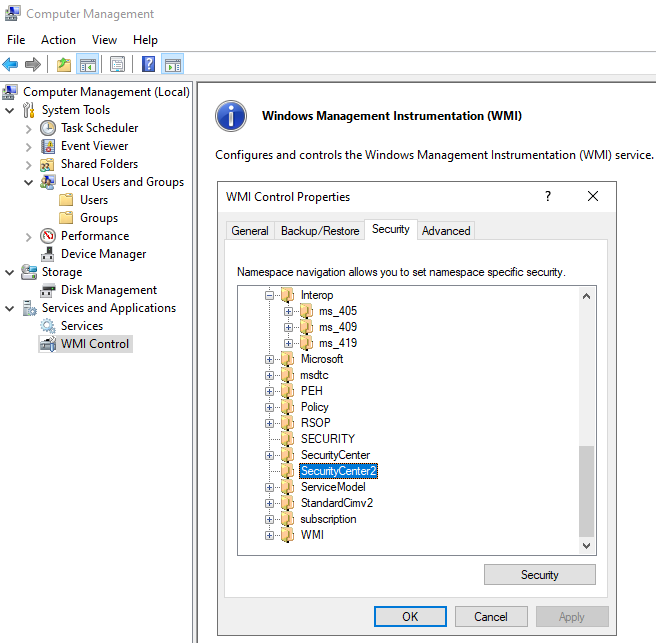 Computer Management
File Action View Help
Computer Management (Local)
System Tools
Task Scheduler
Event Viewer
Shared Folders
Local Users and Groups
Users
Groups
Performance
Device Manager
Storage
Disk Management
Services and Applications
Services
WMI Control
Windows Management Instrumentation (WMI)
Configures and controls the Windows Management Instrumentation (WMI) service.
WMI Control Properties
General Backup/Restore Security Advanced
Namespace navigation allows you to set namespace specific security.
Interop
ms_405
ms_409
ms_419
Microsoft
msdtc
PEH
Policy
RSOP
SECURITY
SecurityCenter
SecurityCenter2
ServiceModel
StandardCimv2
subscription
WMI
Security
OK Cancel Apply